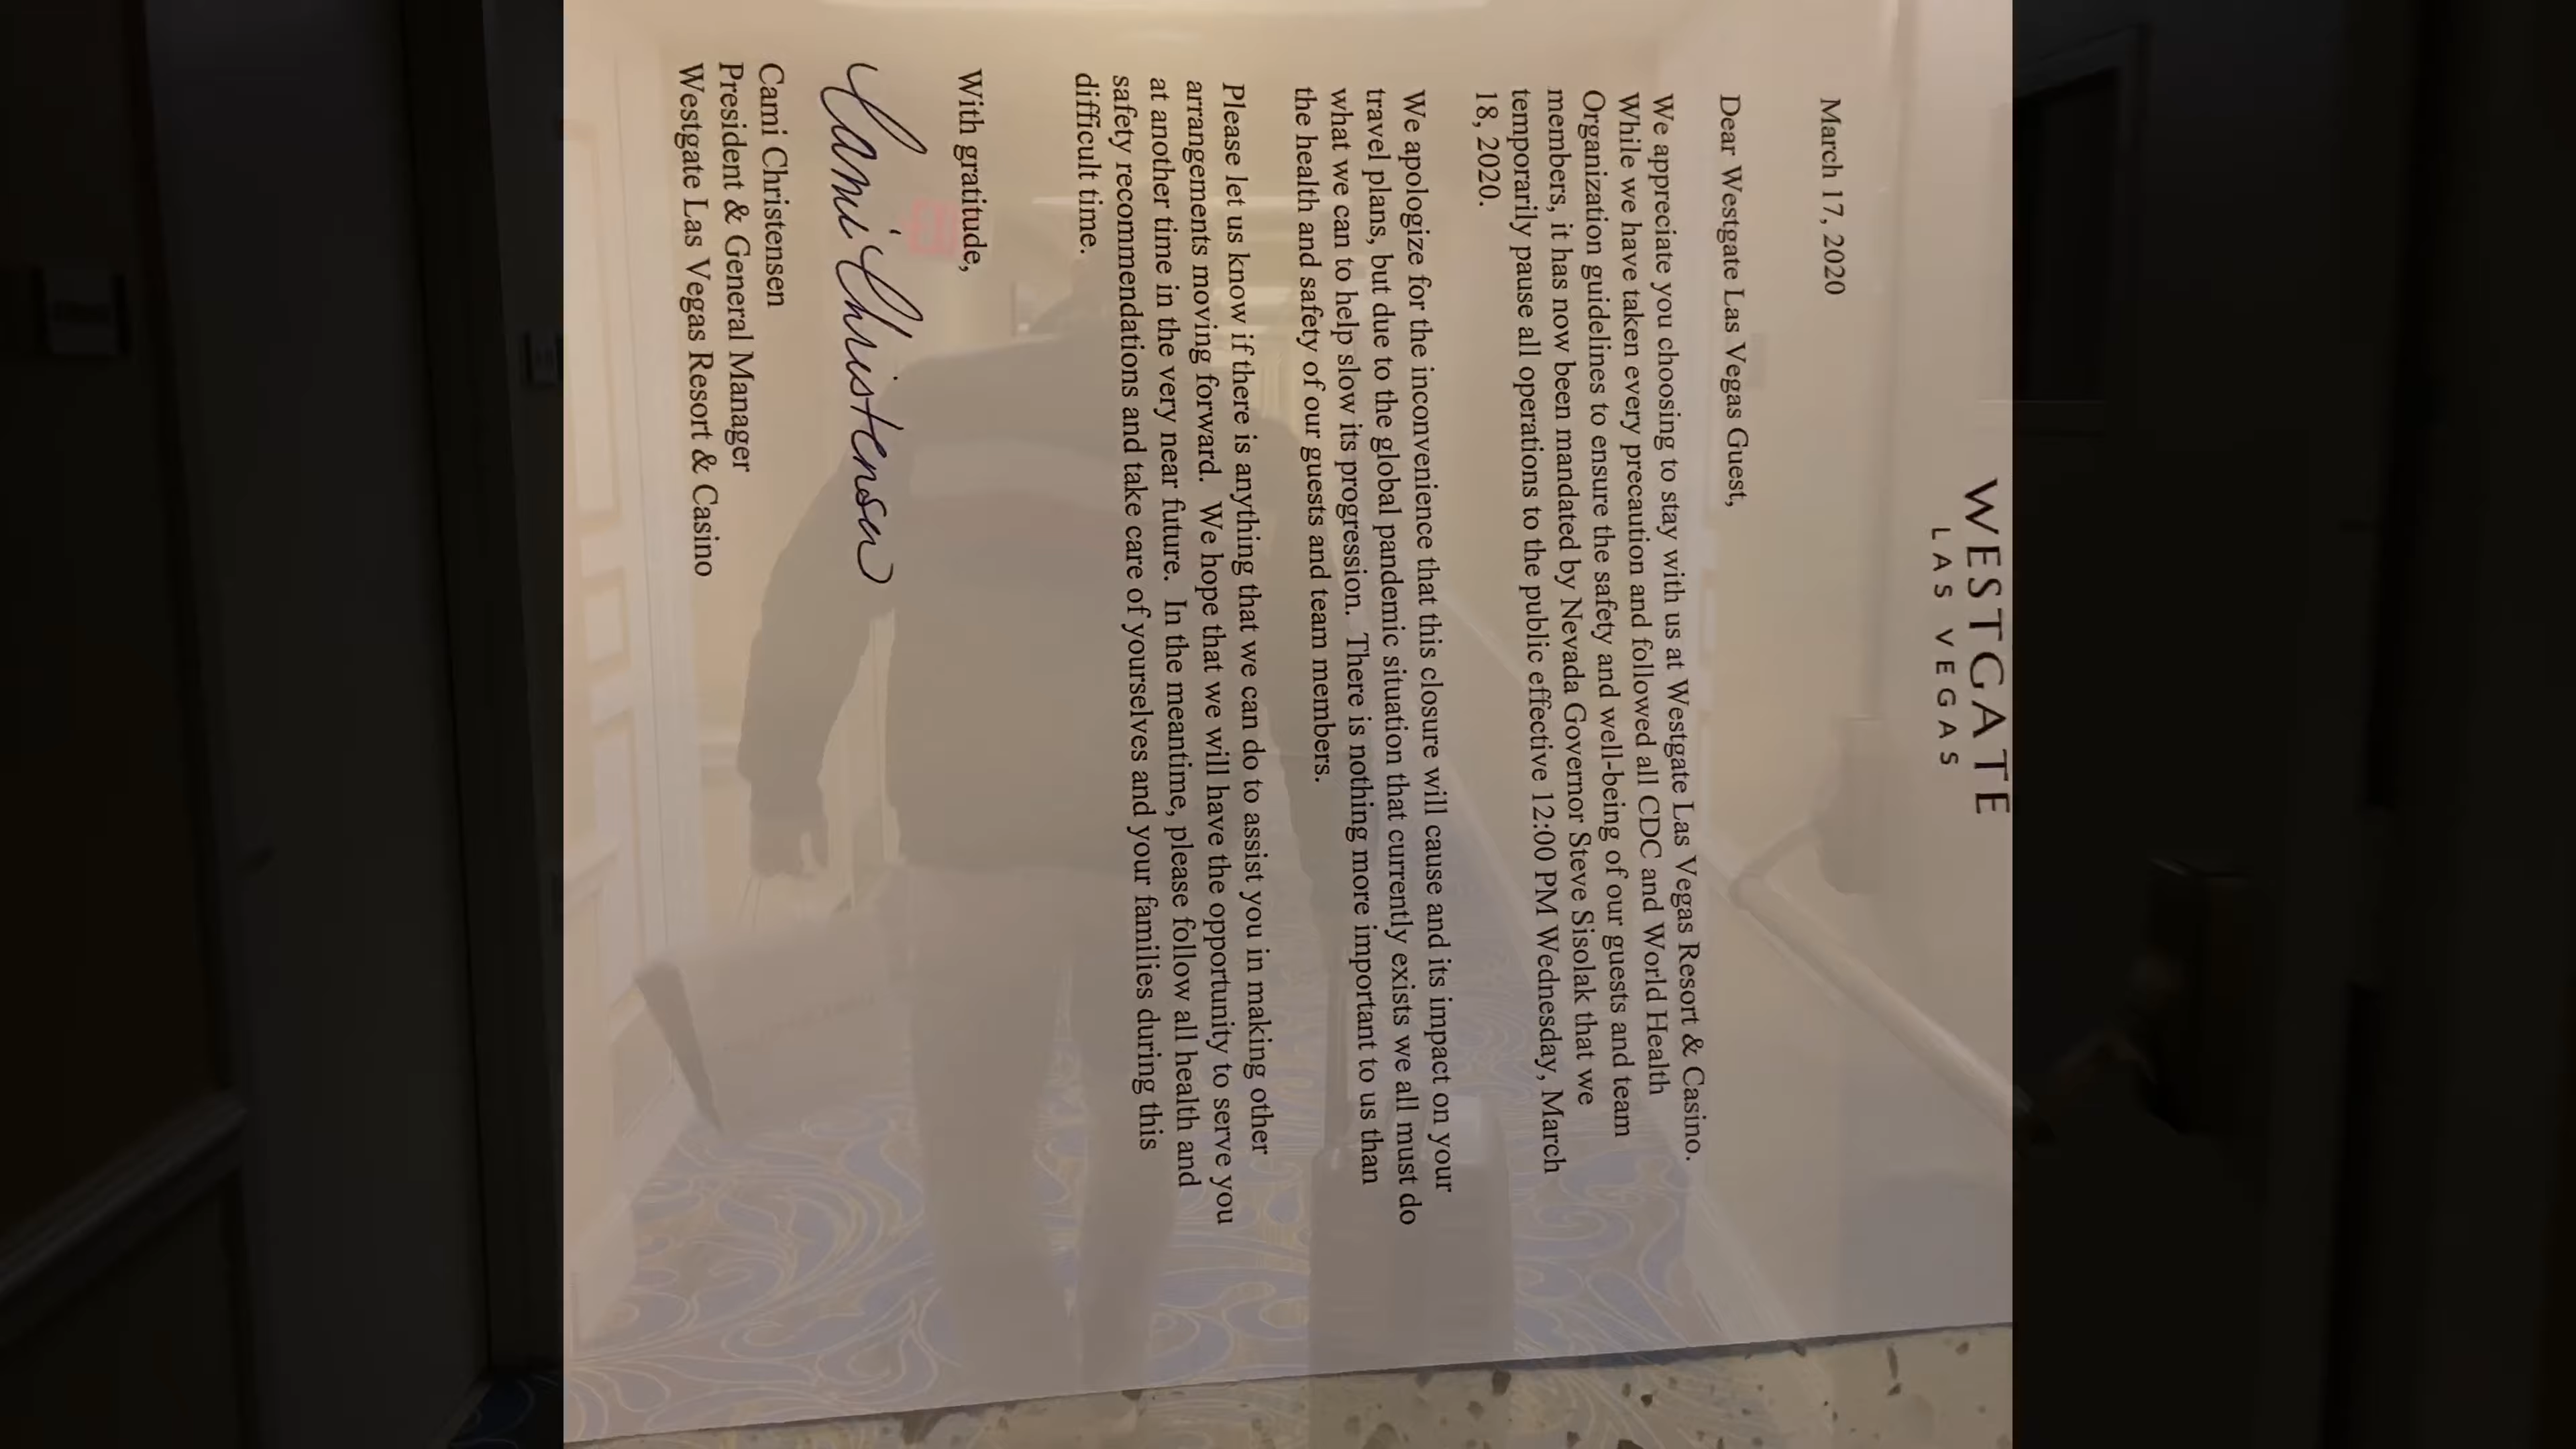 WESTGATE
LAS VEGAS
March 17, 2020
Dear Westgate Las Vegas Guest,
We appreciate you choosing to stay with us at Westgate Las Vegas Resort & Casino.
While we have taken every precaution and followed all CDC and World Health
Organization guidelines to ensure the safety and well-being of our guests and team
members, it has now been mandated by Nevada Governor Steve Sisolak that we
temporarily pause all operations to the public effective 12:00 PM Wednesday, March
18, 2020.
We apologize for the inconvenience that this closure will cause and its impact on your
travel plans, but due to the global pandemic situation that currently exists we all must do
what we can to help slow its progression.  There is nothing more important to us than
the health and safety of our guests and team members.
Please let us know if there is anything that we can do to assist you in making other
arrangements moving forward.  We hope that we will have the opportunity to serve you
at another time in the very near future.  In the meantime, please follow all health and
safety recommendations and take care of yourselves and your families during this
difficult time.
With gratitude,
Cami Christensen
Cami Christensen
President & General Manager
Westgate Las Vegas Resort & Casino